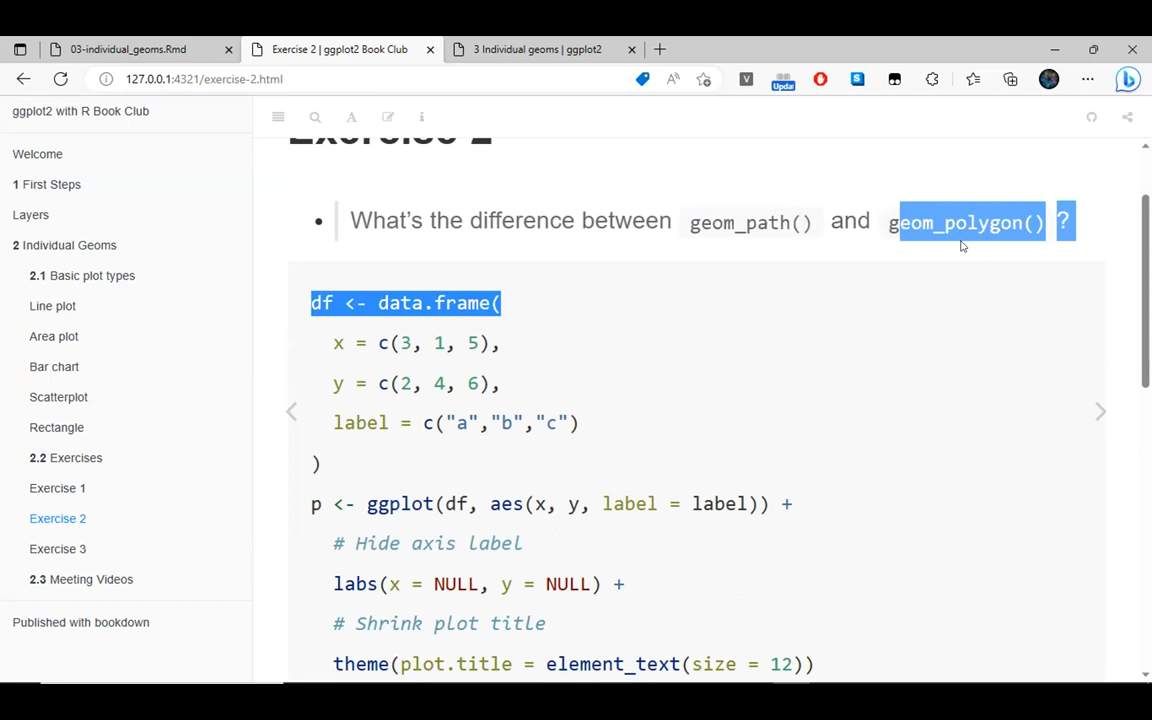 03-individual_geoms.Rmd
Exercise 2 | ggplot2 Book Club
3 Individual geoms | ggplot2
127.0.0.1:4321/exercise-2.html
ggplot2 with R Book Club
Welcome
1 First Steps
Layers
2 Individual Geoms
2.1 Basic plot types
Line plot
Area plot
Bar chart
Scatterplot
Rectangle
2.2 Exercises
Exercise 1
Exercise 2
Exercise 3
2.3 Meeting Videos
Published with bookdown
Exercise 2
• What's the difference between geom_path() and geom_polygon() ?
df <- data.frame(
x = c(3, 1, 5),
y = c(2, 4, 6),
label = c("a","b","c")
)
p <- ggplot(df, aes(x, y, label = label)) +
# Hide axis label
labs(x = NULL, y = NULL) +
# Shrink plot title
theme(plot.title = element_text(size = 12))